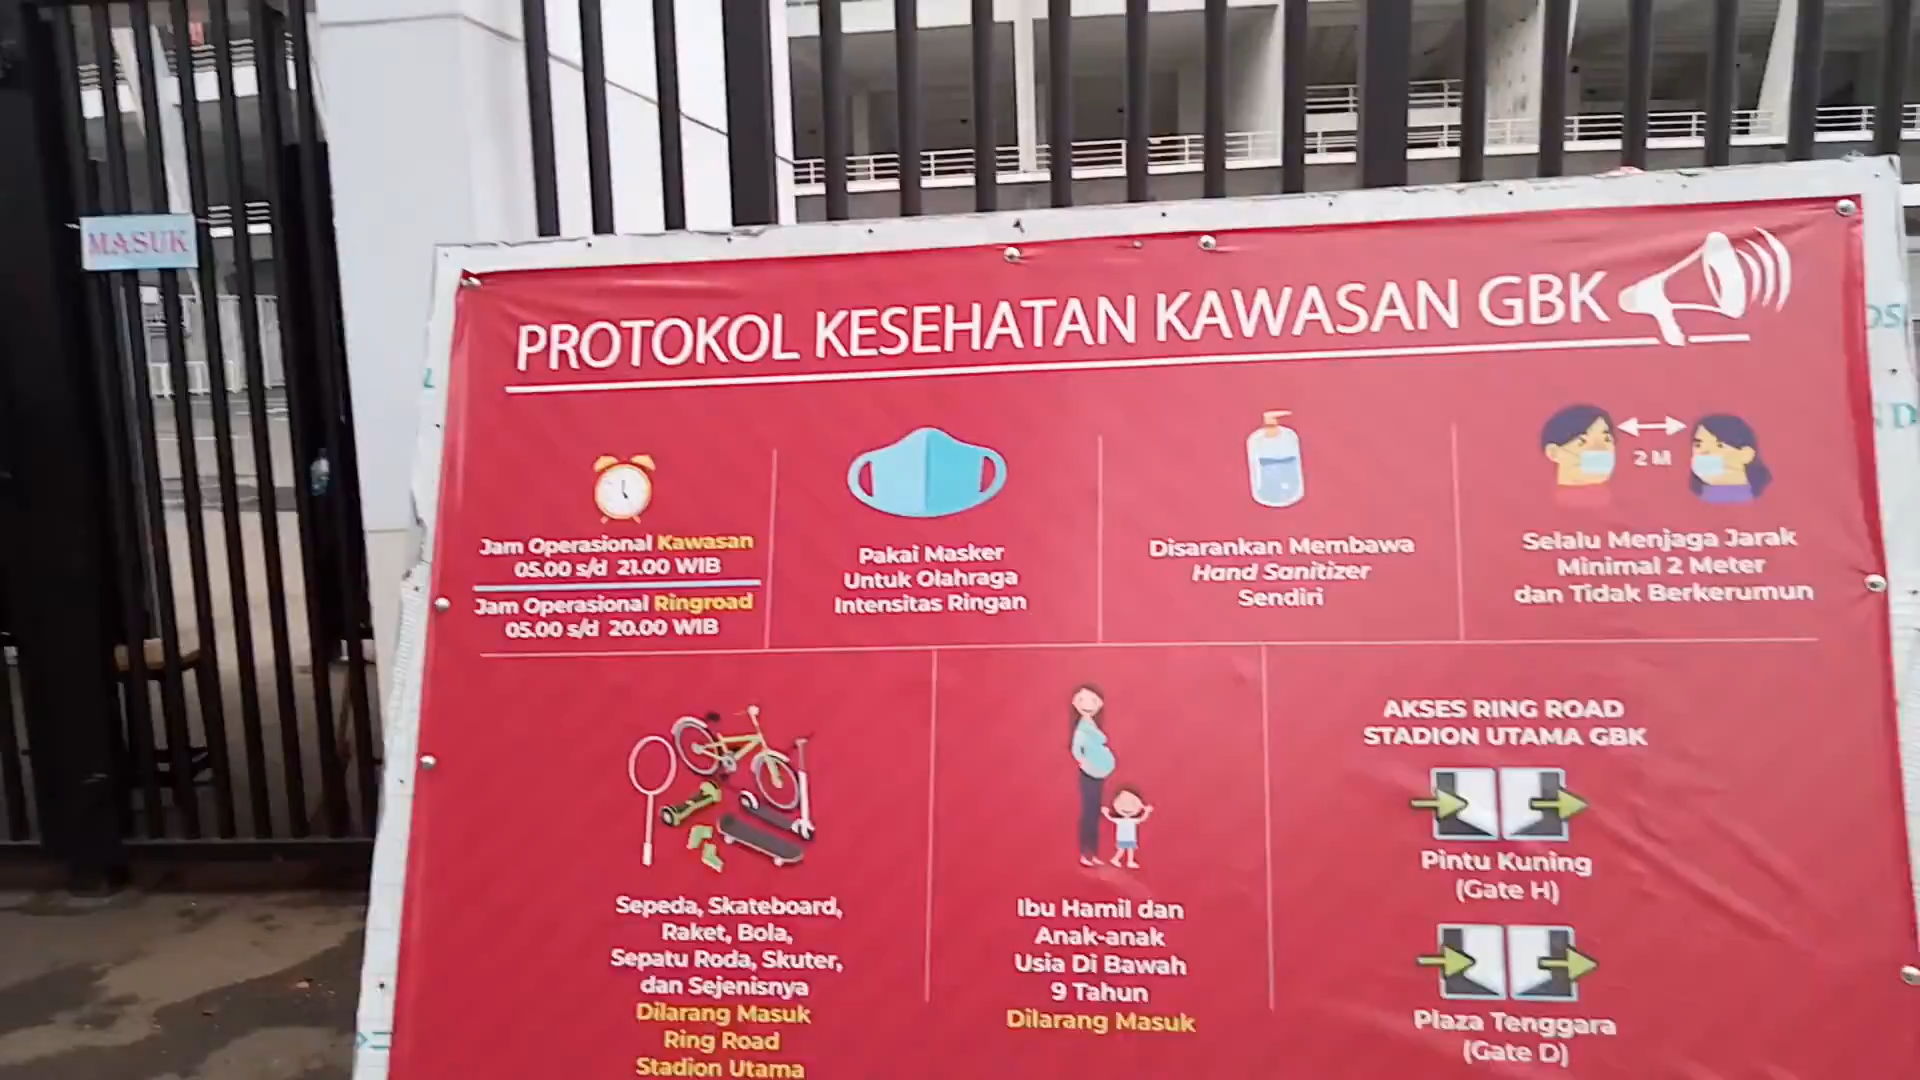 MASUK
PROTOKOL KESEHATAN KAWASAN GBK
Jam Operasional Kawasan
05.00 s/d 21.00 WIB
Jam Operasional Ringroad
05.00 s/d 20.00 WIB
Pakai Masker
Untuk Olahraga
Intensitas Ringan
Disarankan Membawa
Hand Sanitizer
Sendiri
2 M
Selalu Menjaga Jarak
Minimal 2 Meter
dan Tidak Berkerumun
Sepeda, Skateboard,
Raket, Bola,
Sepatu Roda, Skuter,
dan Sejenisnya
Dilarang Masuk
Ring Road
Stadion Utama
Ibu Hamil dan
Anak-anak
Usia Di Bawah
9 Tahun
Dilarang Masuk
AKSES RING ROAD
STADION UTAMA GBK
Pintu Kuning
(Gate H)
Plaza Tenggara
(Gate D)